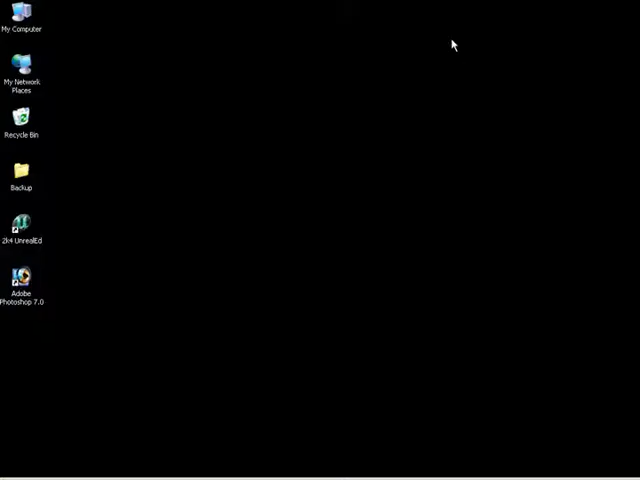 My Computer
My Network
Places
Recycle Bin
Backup
2k4 UnrealEd
Adobe
Photoshop 7.0